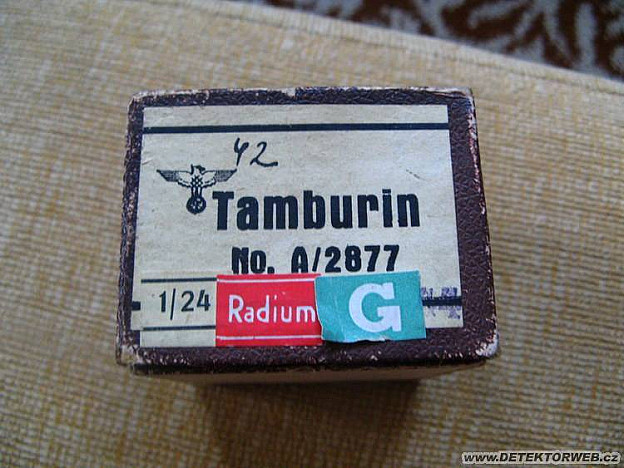 42
Tamburin
No. A/2877
1/24 Radium G
www.DETEKTORWEB.cz